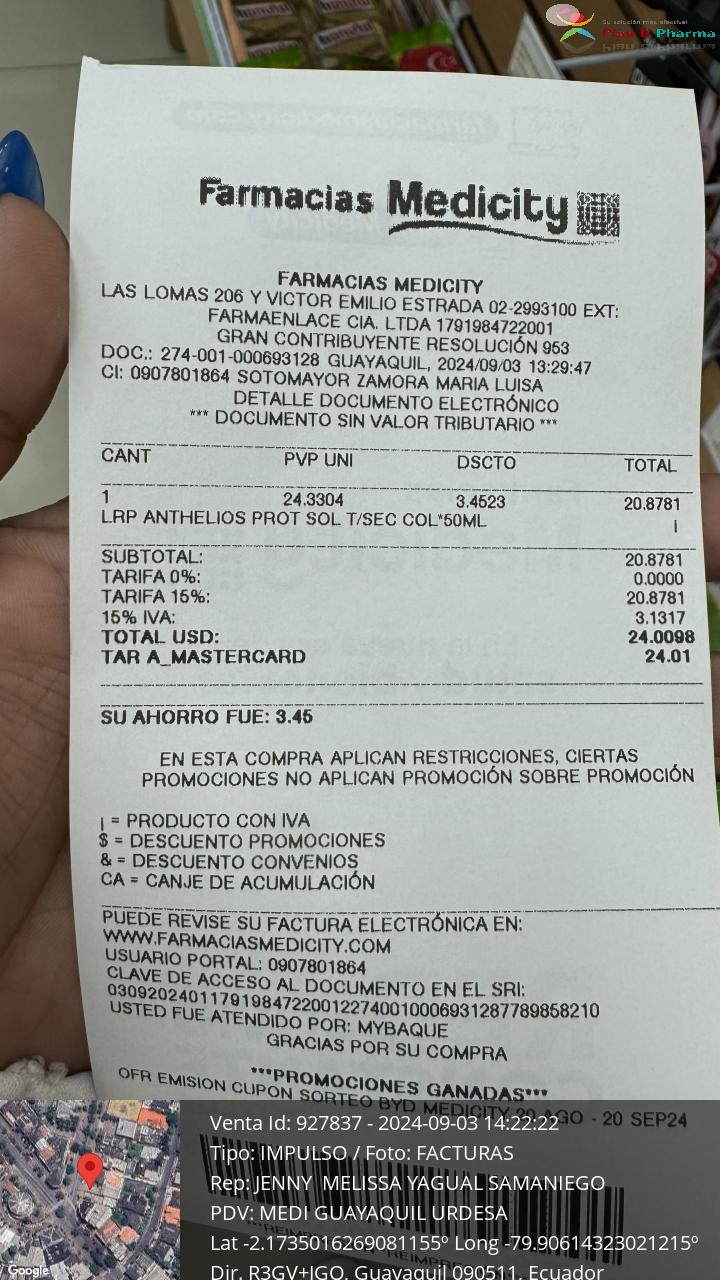 Su solución más efectiva!
Plan B Pharma
Farmacias Medicity
FARMACIAS MEDICITY
LAS LOMAS 206 Y VICTOR EMILIO ESTRADA 02-2993100 EXT:
FARMAENLACE CIA. LTDA 1791984722001
GRAN CONTRIBUYENTE RESOLUCIÓN 953
DOC.: 274-001-000693128 GUAYAQUIL, 2024/09/03 13:29:47
CI: 0907801864 SOTOMAYOR ZAMORA MARIA LUISA
DETALLE DOCUMENTO ELECTRÓNICO
*** DOCUMENTO SIN VALOR TRIBUTARIO ***
CANT PVP UNI DSCTO TOTAL
1 24.3304 3.4523 20.8781
LRP ANTHELIOS PROT SOL T/SEC COL*50ML I
SUBTOTAL: 20.8781
TARIFA 0%: 0.0000
TARIFA 15%: 20.8781
15% IVA: 3.1317
TOTAL USD: 24.0098
TAR A_MASTERCARD 24.01
SU AHORRO FUE: 3.45
EN ESTA COMPRA APLICAN RESTRICCIONES, CIERTAS
PROMOCIONES NO APLICAN PROMOCIÓN SOBRE PROMOCIÓN
I = PRODUCTO CON IVA
$ = DESCUENTO PROMOCIONES
& = DESCUENTO CONVENIOS
CA = CANJE DE ACUMULACIÓN
PUEDE REVISE SU FACTURA ELECTRÓNICA EN:
WWW.FARMACIASMEDICITY.COM
USUARIO PORTAL: 0907801864
CLAVE DE ACCESO AL DOCUMENTO EN EL SRI:
0309202401179198472200122740010006931287789858210
USTED FUE ATENDIDO POR: MYBAQUE
GRACIAS POR SU COMPRA
***PROMOCIONES GANADAS***
OFR EMISION CUPON SORTEO BYD MEDICITY 20 AGO - 20 SEP24
Venta Id: 927837 - 2024-09-03 14:22:22
Tipo: IMPULSO / Foto: FACTURAS
Rep: JENNY MELISSA YAGUAL SAMANIEGO
PDV: MEDI GUAYAQUIL URDESA
Lat -2.1735016269081155º Long -79.90614323021215º
Dir. R3GV+JGQ, Guayaquil 090511, Ecuador
Google